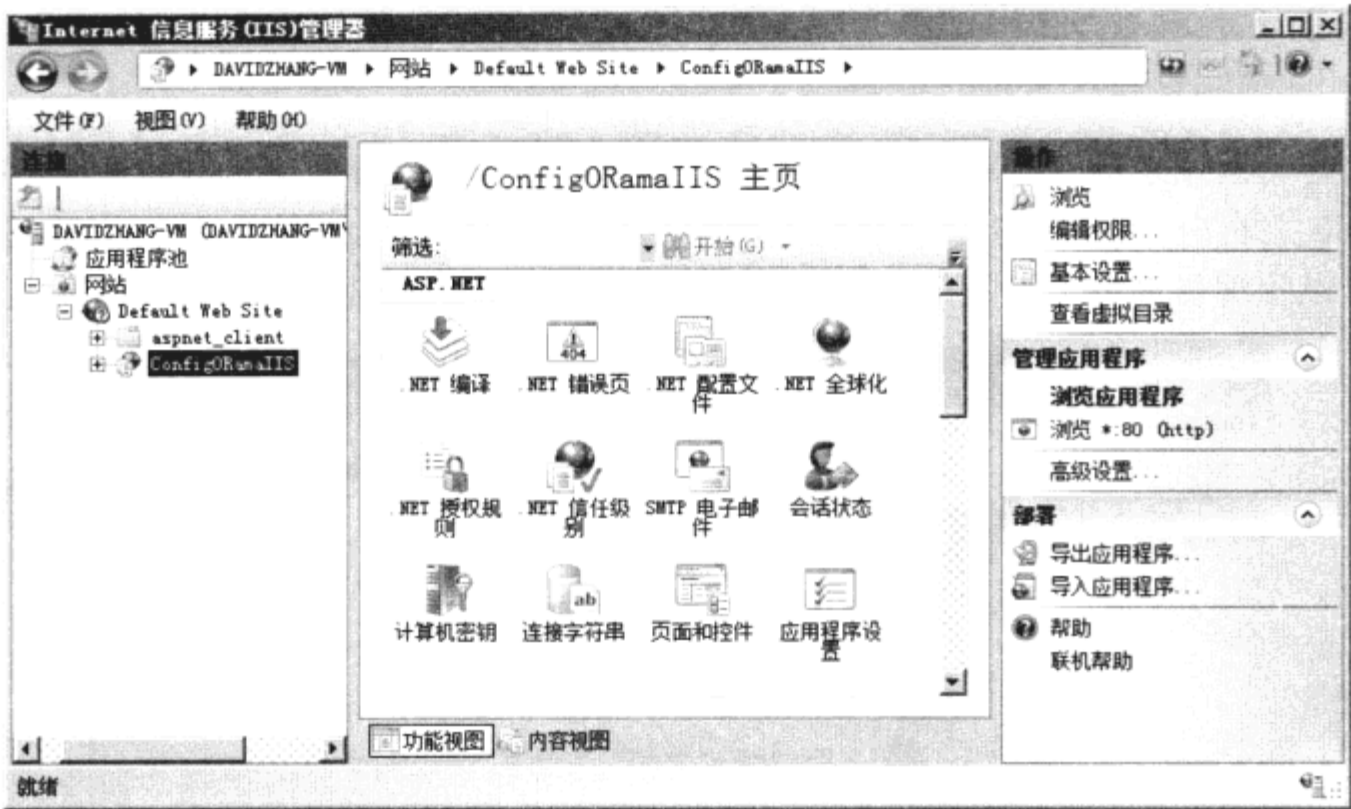 Internet 信息服务(IIS)管理器
DAVIDZHANG-VM 网站 Default Web Site ConfigORamaIIS
文件(F) 视图(V) 帮助(H)
连接
DAVIDZHANG-VM (DAVIDZHANG-VM\
应用程序池
网站
Default Web Site
aspnet_client
ConfigORamaIIS
/ConfigORamaIIS 主页
筛选: 开始(G)
ASP.NET
.NET 编译
.NET 错误页
404
.NET 配置文
件
.NET 全球化
.NET 授权规
则
.NET 信任级
别
SMTP 电子邮
件
会话状态
计算机密钥
ab
连接字符串
页面和控件
应用程序设
置
功能视图 内容视图
操作
浏览
编辑权限...
基本设置...
查看虚拟目录
管理应用程序
浏览应用程序
浏览 *:80 (http)
高级设置...
部署
导出应用程序...
导入应用程序...
帮助
联机帮助
就绪